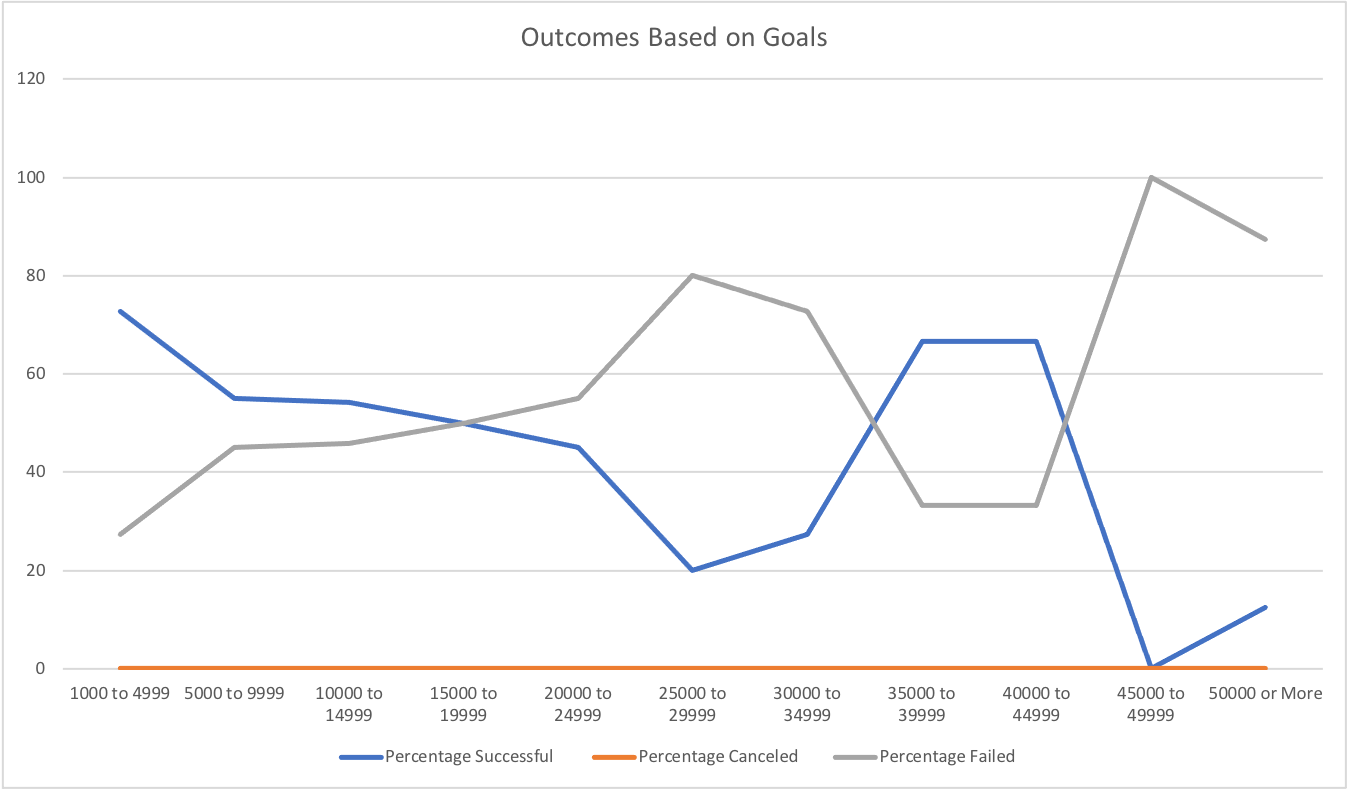 Outcomes Based on Goals
120
100
80
60
40
20
0
1000 to 4999 5000 to 9999 10000 to 15000 to 20000 to 25000 to 30000 to 35000 to 40000 to 45000 to 50000 or More
14999 19999 24999 29999 34999 39999 44999 49999
Percentage Successful Percentage Canceled Percentage Failed